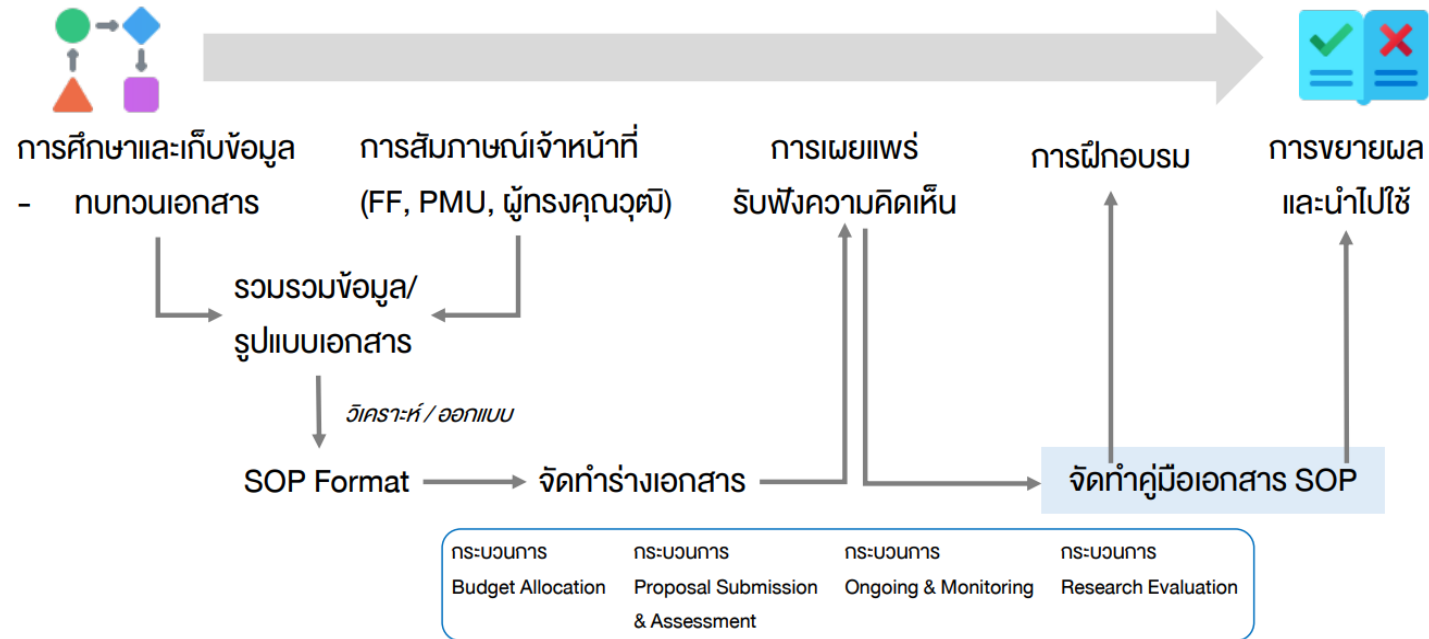 การศึกษาและเก็บข้อมูล
- ทบทวนเอกสาร
การสัมภาษณ์เจ้าหน้าที่
(FF, PMU, ผู้ทรงคุณวุฒิ)
การเผยแพร่
รับฟังความคิดเห็น
การฝึกอบรม
การขยายผล
และนำไปใช้
รวมรวมข้อมูล/
รูปแบบเอกสาร
วิเคราะห์ / ออกแบบ
SOP Format
จัดทำร่างเอกสาร
จัดทำคู่มือเอกสาร SOP
กระบวนการ
Budget Allocation
กระบวนการ
Proposal Submission
& Assessment
กระบวนการ
Ongoing & Monitoring
กระบวนการ
Research Evaluation